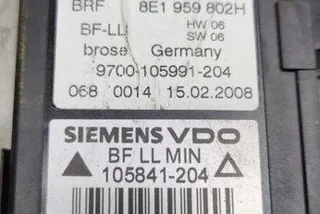 BRF 8E1 959 802H
BF-LL HW 06
SW 06
brose Germany
9700-105991-204
068 0014 15.02.2008
SIEMENS VDO
BF LL MIN
105841-204